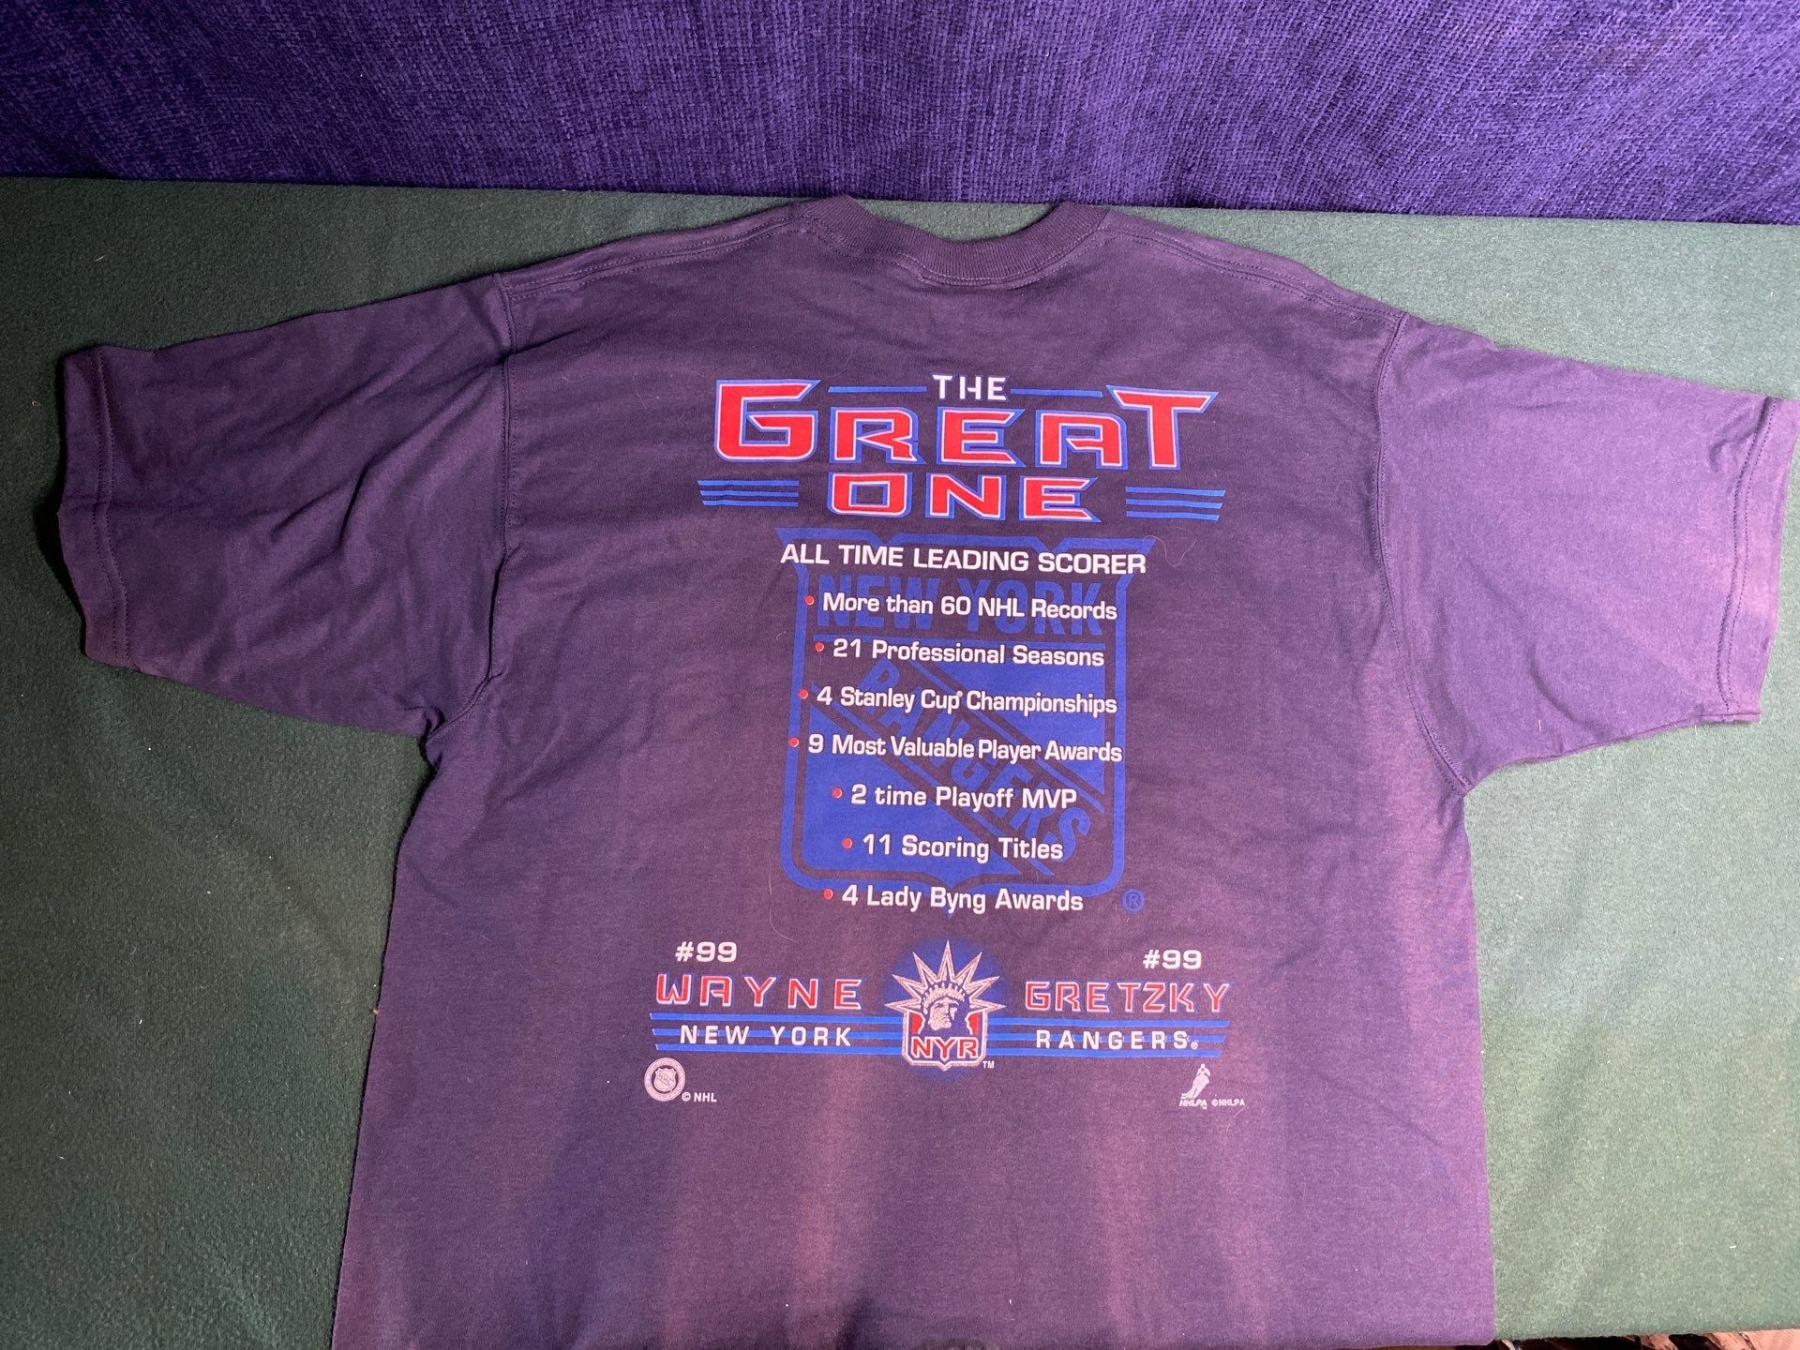 THE
GREAT
ONE
ALL TIME LEADING SCORER
NEW YORK
RANGERS
• More than 60 NHL Records
• 21 Professional Seasons
• 4 Stanley Cup® Championships
• 9 Most Valuable Player Awards
• 2 time Playoff MVP
• 11 Scoring Titles
• 4 Lady Byng Awards
®
#99 #99
WAYNE GRETZKY
NEW YORK RANGERS®
NYR ™
© NHL
NHLPA © NHLPA